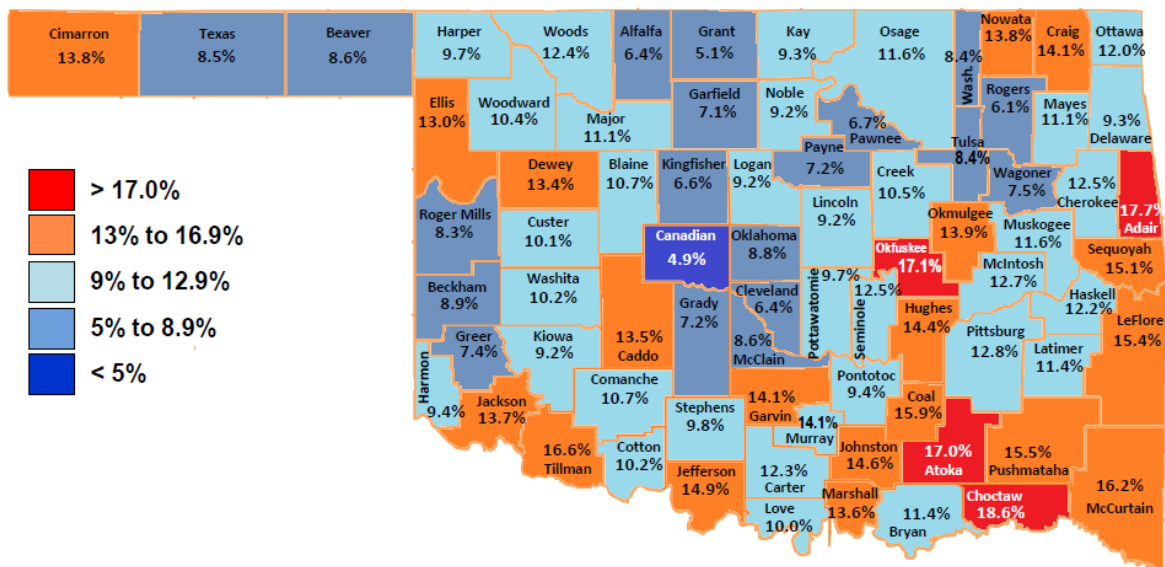 Cimarron
13.8%
Texas
8.5%
Beaver
8.6%
Harper
9.7%
Woods
12.4%
Alfalfa
6.4%
Grant
5.1%
Kay
9.3%
Osage
11.6%
8.4%
Wash.
Nowata
13.8%
Craig
14.1%
Ottawa
12.0%
Ellis
13.0%
Woodward
10.4%
Major
11.1%
Garfield
7.1%
Noble
9.2%
6.7%
Pawnee
Rogers
6.1%
Mayes
11.1%
9.3%
Delaware
Dewey
13.4%
Blaine
10.7%
Kingfisher
6.6%
Logan
9.2%
Payne
7.2%
Creek
10.5%
Tulsa
8.4%
Wagoner
7.5%
12.5%
Cherokee
17.7%
Adair
> 17.0%
13% to 16.9%
9% to 12.9%
5% to 8.9%
< 5%
Roger Mills
8.3%
Custer
10.1%
Canadian
4.9%
Oklahoma
8.8%
Lincoln
9.2%
Okfuskee
17.1%
Okmulgee
13.9%
Muskogee
11.6%
Sequoyah
15.1%
Beckham
8.9%
Washita
10.2%
Grady
7.2%
Cleveland
6.4%
9.7%
Pottawatomie
12.5%
Seminole
McIntosh
12.7%
Haskell
12.2%
Hughes
14.4%
LeFlore
15.4%
Greer
7.4%
Kiowa
9.2%
13.5%
Caddo
8.6%
McClain
Pittsburg
12.8%
Latimer
11.4%
Harmon
9.4%
Jackson
13.7%
Comanche
10.7%
Stephens
9.8%
14.1%
Garvin
Pontotoc
9.4%
Coal
15.9%
16.6%
Tillman
Cotton
10.2%
Jefferson
14.9%
14.1%
Murray
12.3%
Carter
Johnston
14.6%
17.0%
Atoka
15.5%
Pushmataha
Love
10.0%
Marshall
13.6%
11.4%
Bryan
Choctaw
18.6%
16.2%
McCurtain